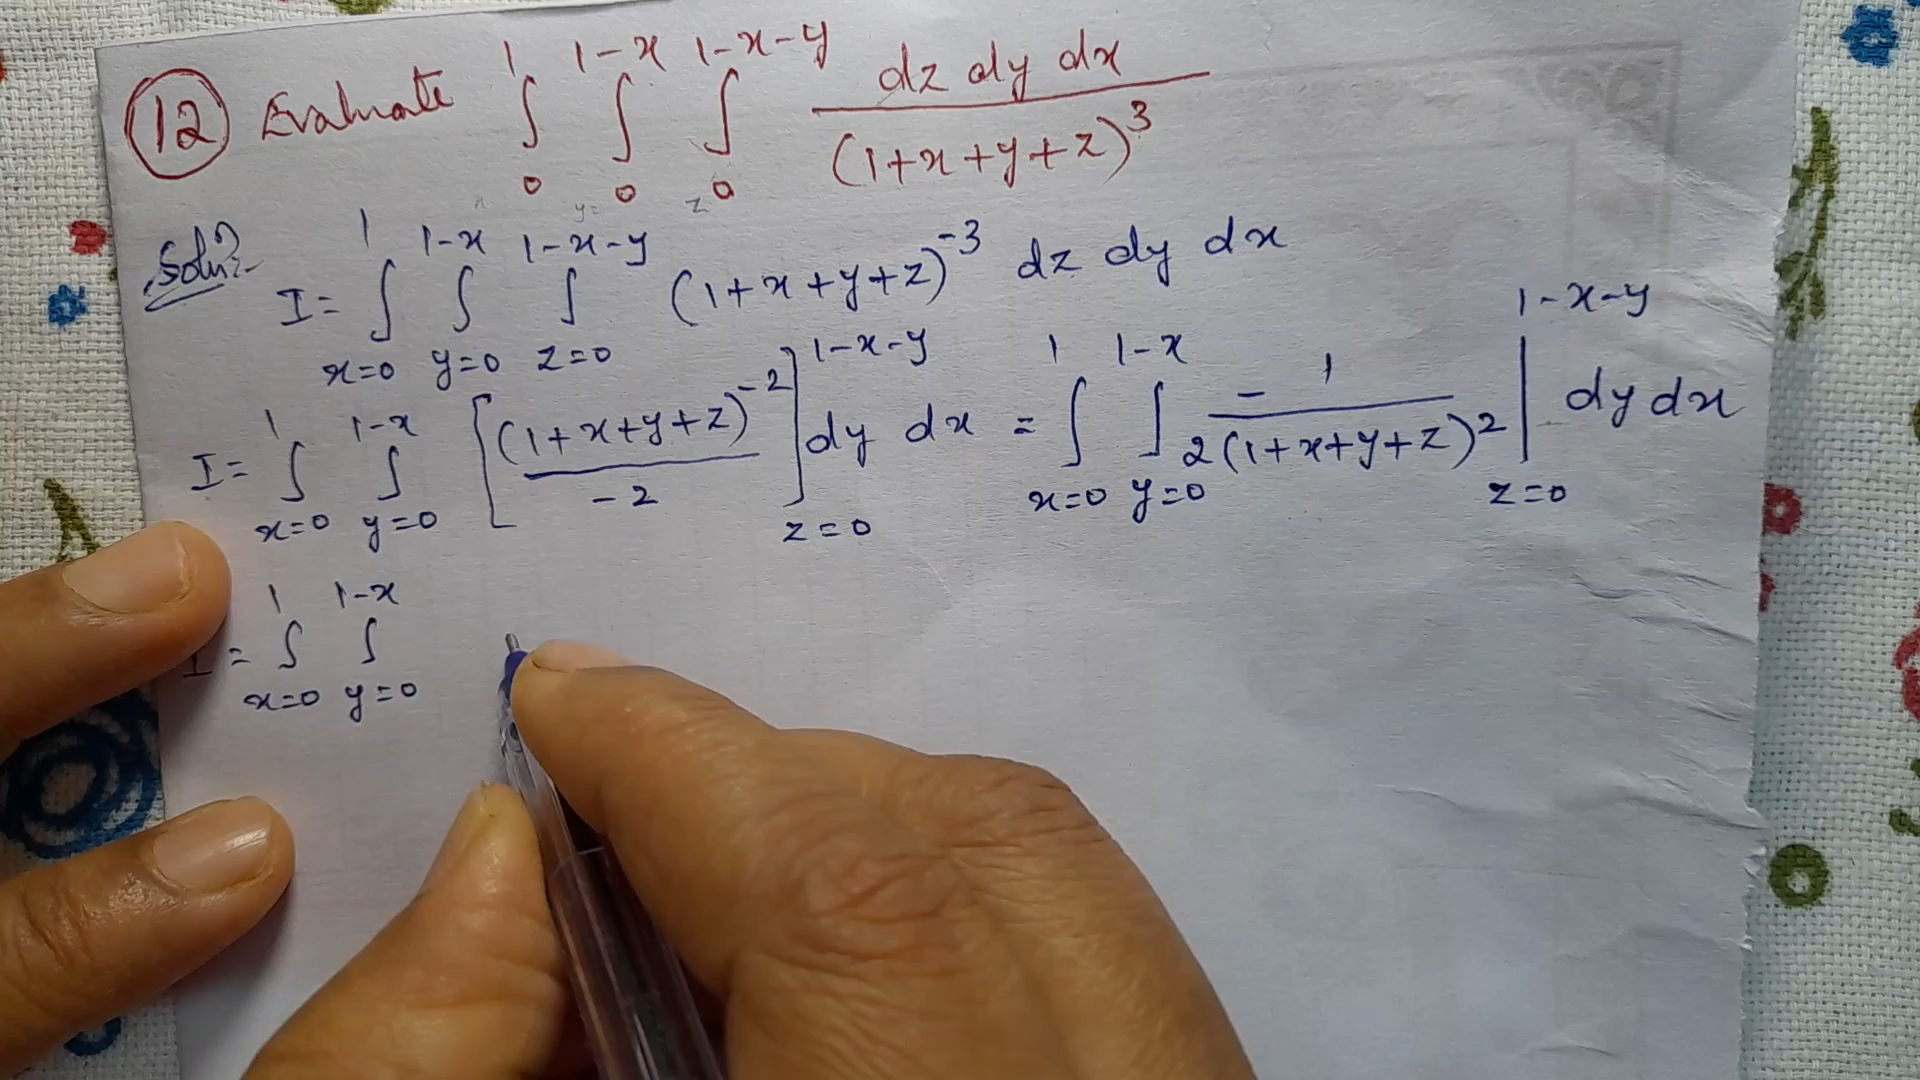 (12) Evaluate ∫₀¹ ∫₀^{1-x} ∫₀^{1-x-y} dz dy dx / (1+x+y+z)³
Soln:- I = ∫_{x=0}^{1} ∫_{y=0}^{1-x} ∫_{z=0}^{1-x-y} (1+x+y+z)^{-3} dz dy dx
I = ∫_{x=0}^{1} ∫_{y=0}^{1-x} [(1+x+y+z)^{-2} / -2]_{z=0}^{1-x-y} dy dx = ∫_{x=0}^{1} ∫_{y=0}^{1-x} -1 / 2(1+x+y+z)² |_{z=0}^{1-x-y} dy dx
I = ∫_{x=0}^{1} ∫_{y=0}^{1-x}